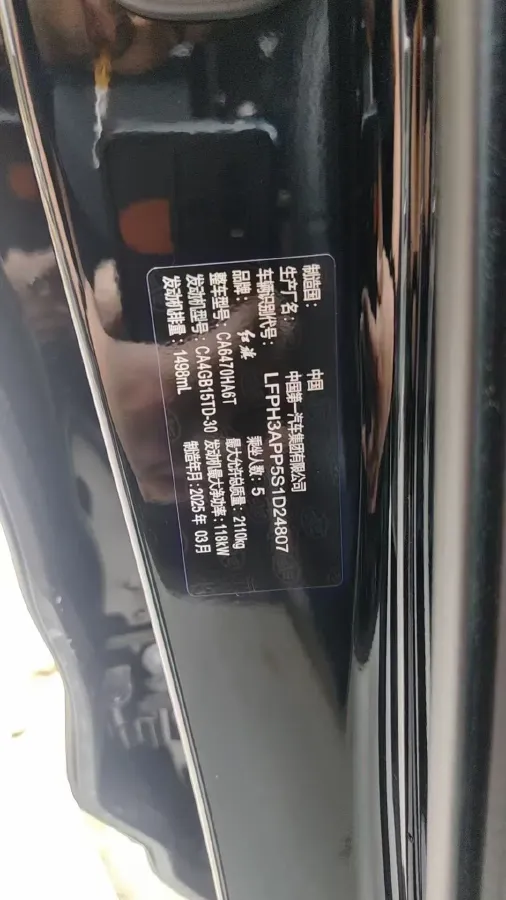 制造国： 中国
生产厂名： 中国第一汽车集团有限公司
车辆识别代号： LFPH3APP5S1D24807
品牌： 红旗 乘坐人数：5
整车型号：CA6470HA6T 最大允许总质量：2110kg
发动机型号：CA4GB15TD-30 发动机最大净功率：118kW
发动机排量：1498mL 制造年月：2025年 03月